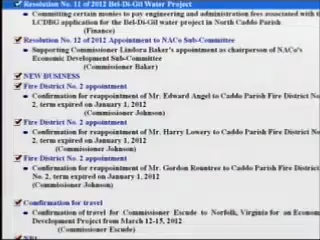 Resolution No. 11 of 2012 Bel-Di-Gil Water Project
Committing certain monies to pay engineering and administration fees associated with t
LCDBG application for the Bel-Di-Gil water project in North Caddo Parish
(Finance)
Resolution No. 12 of 2012 Appointment to NACo Sub-Committee
Supporting Commissioner Lindora Baker's appointment as chairperson of NACo's
Economic Development Sub-Committee
(Commissioner Baker)
NEW BUSINESS
Fire District No. 2 appointment
Confirmation for reappointment of Mr. Edward Angel to Caddo Parish Fire District No
2, term expired on January 1, 2012
(Commissioner Johnson)
Fire District No. 2 appointment
Confirmation for reappointment of Mr. Harry Lowery to Caddo Parish Fire District No
2, term expired on January 1, 2012
(Commissioner Johnson)
Fire District No. 2 appointment
Confirmation for reappointment of Mr. Gordon Rountree to Caddo Parish Fire District
No. 2, term expired on January 1, 2012
(Commissioner Johnson)
Confirmation for travel
Confirmation of travel for Commissioner Escude to Norfolk, Virginia for an Econom
Development Project from March 12-15, 2012
(Commissioner Escude)